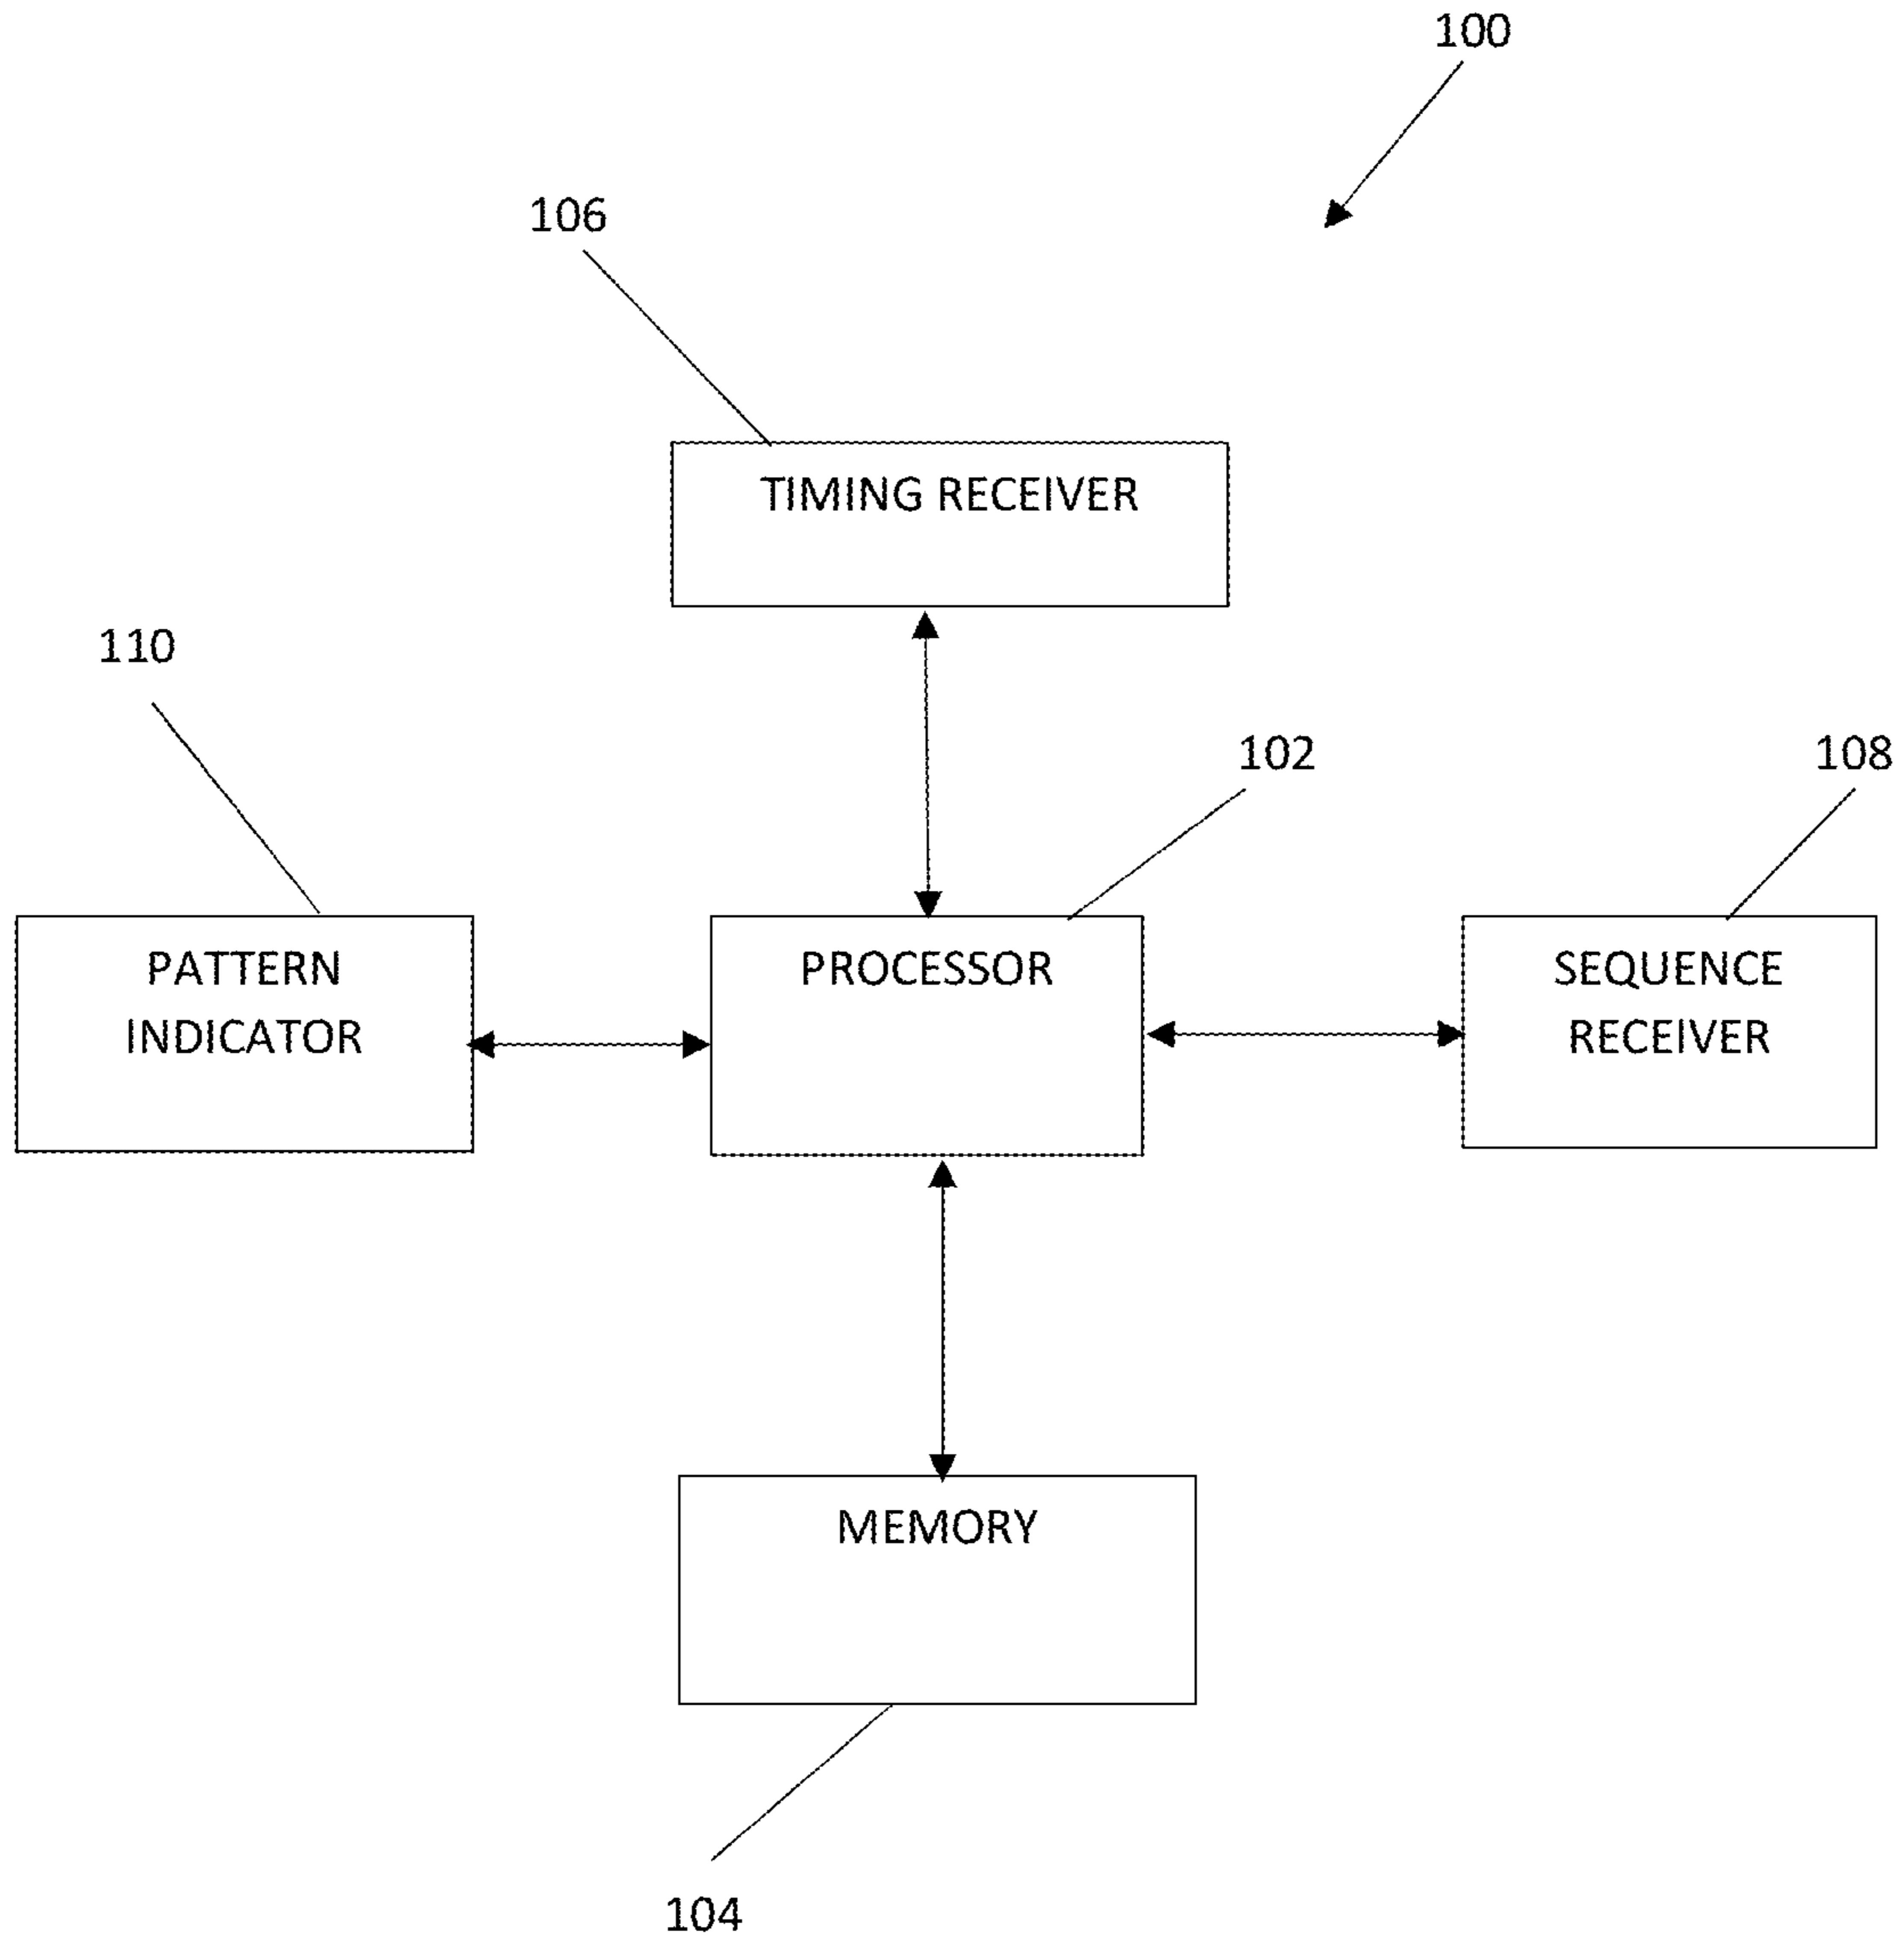 100
106
TIMING RECEIVER
110
102
108
PATTERN
INDICATOR
PROCESSOR
SEQUENCE
RECEIVER
MEMORY
104